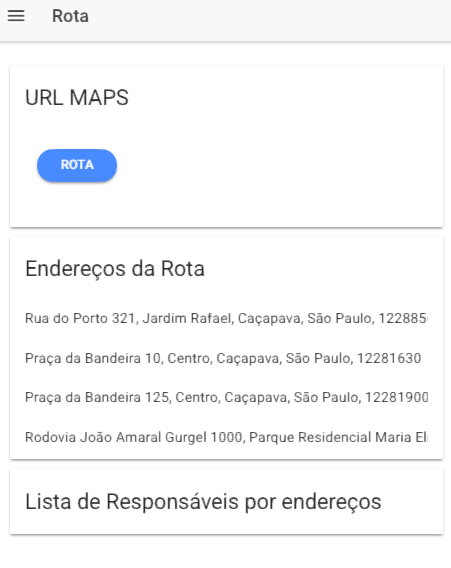 Rota
URL MAPS
ROTA
Endereços da Rota
Rua do Porto 321, Jardim Rafael, Caçapava, São Paulo, 122885
Praça da Bandeira 10, Centro, Caçapava, São Paulo, 12281630
Praça da Bandeira 125, Centro, Caçapava, São Paulo, 12281900
Rodovia João Amaral Gurgel 1000, Parque Residencial Maria El
Lista de Responsáveis por endereços